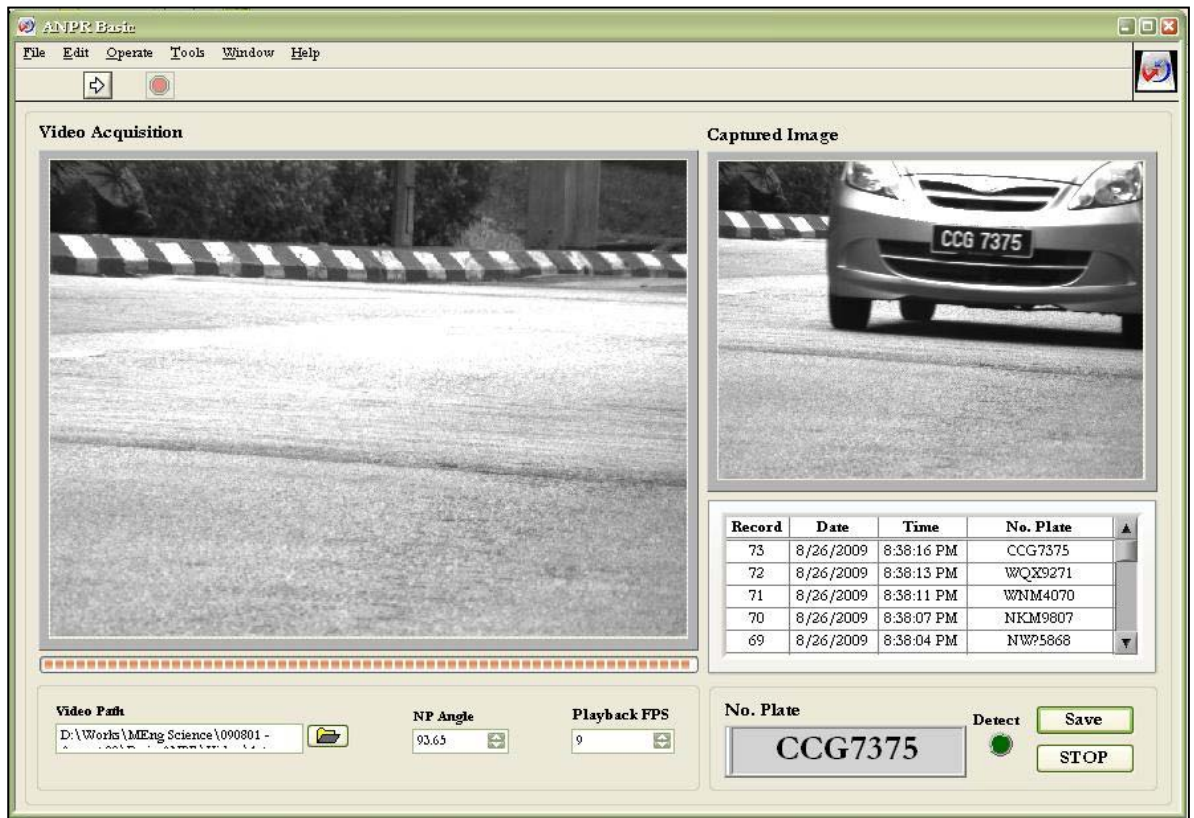 ANPR Basic
File Edit Operate Tools Window Help
Video Acquisition
Captured Image
CCG 7375
Record Date Time No. Plate
73 8/26/2009 8:38:16 PM CCG7375
72 8/26/2009 8:38:13 PM WQX9271
71 8/26/2009 8:38:11 PM WNM4070
70 8/26/2009 8:38:07 PM NKM9807
69 8/26/2009 8:38:04 PM NW?5868
Video Path
D:\Works\MEng Science\090801 -
NP Angle
93.65
Playback FPS
9
No. Plate
CCG7375
Detect
Save
STOP